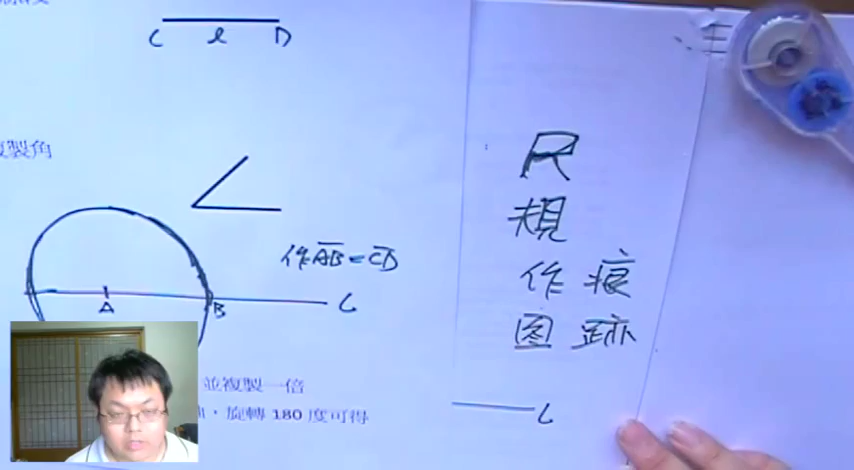 C ℓ D
複製角
作AB=CD
A B L
並複製一倍
旋轉 180 度可得
尺
規
作 痕
圖 跡
L